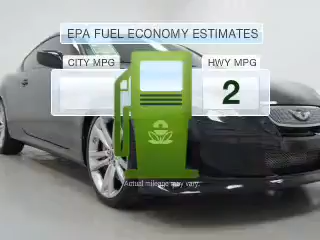 EPA FUEL ECONOMY ESTIMATES
CITY MPG HWY MPG
2
Actual mileage may vary.